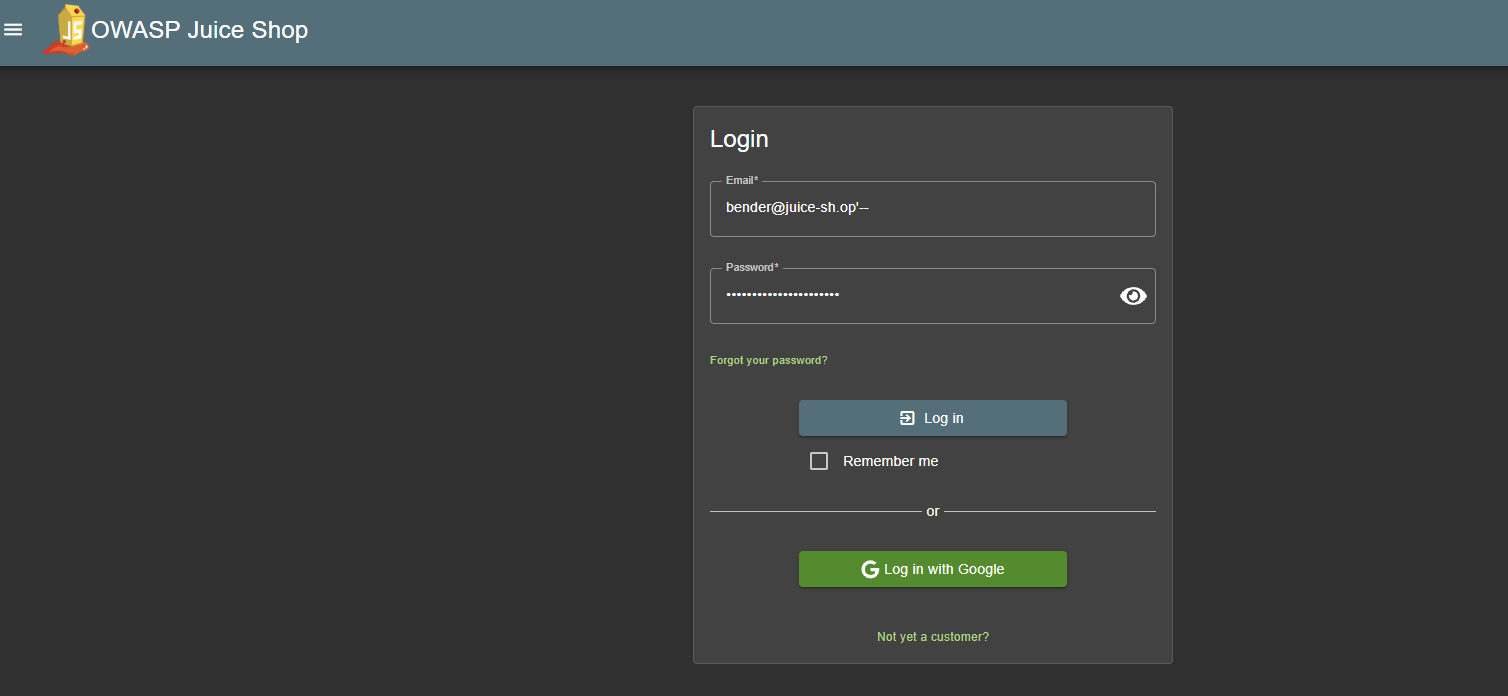 JS OWASP Juice Shop
Login
Email*
bender@juice-sh.op'--
Password*
••••••••••••••••••••••
Forgot your password?
Log in
Remember me
or
G Log in with Google
Not yet a customer?